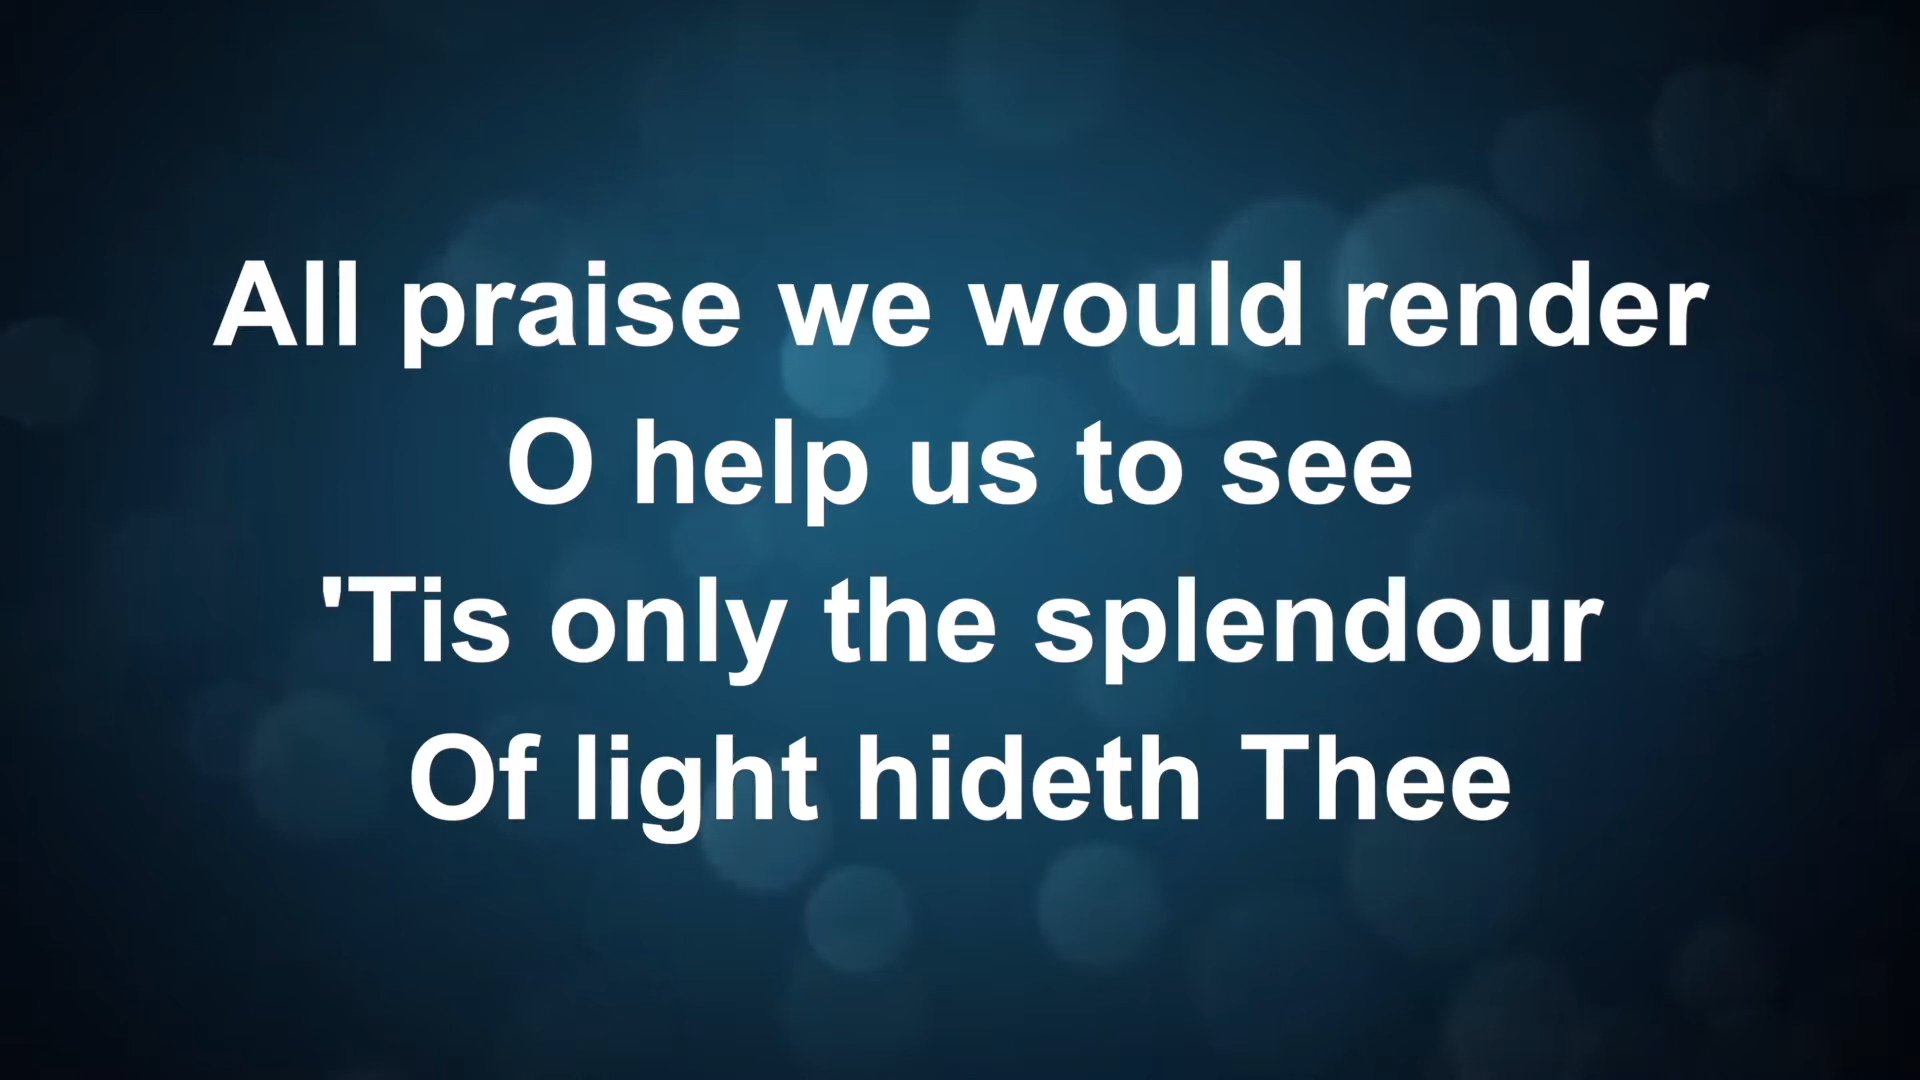 All praise we would render
O help us to see
'Tis only the splendour
Of light hideth Thee